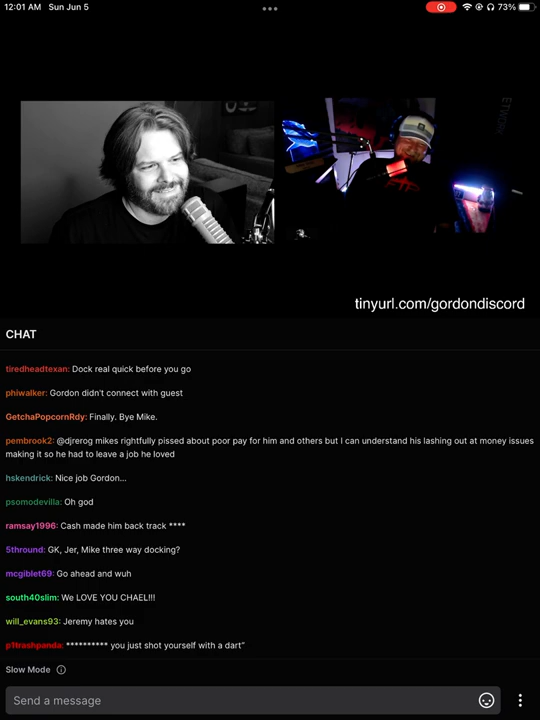 12:01 AM Sun Jun 5
73%
tinyurl.com/gordondiscord
CHAT
tiredheadtexan: Dock real quick before you go
phiwalker: Gordon didn't connect with guest
GetchaPopcornRdy: Finally. Bye Mike.
pembrook2: @djrerog mikes rightfully pissed about poor pay for him and others but I can understand his lashing out at money issues
making it so he had to leave a job he loved
hskendrick: Nice job Gordon...
psomodevilla: Oh god
ramsay1996: Cash made him back track ****
5thround: GK, Jer, Mike three way docking?
mcgiblet69: Go ahead and wuh
south40slim: We LOVE YOU CHAEL!!!
will_evans93: Jeremy hates you
p1trashpanda: ********** you just shot yourself with a dart"
Slow Mode
Send a message